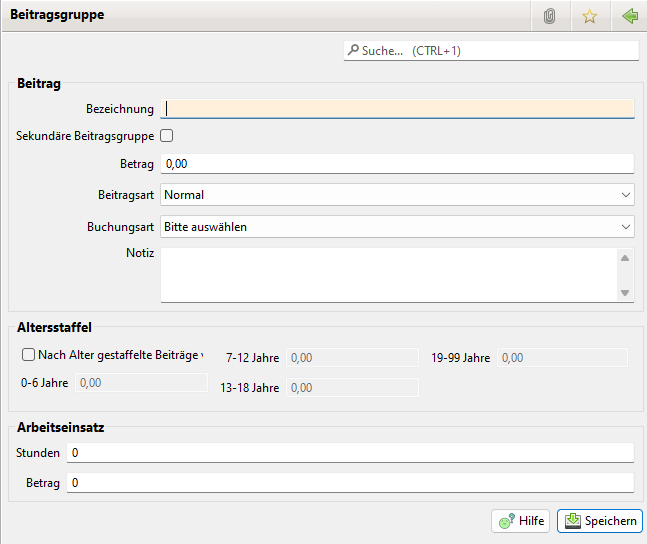 Beitragsgruppe
Suche... (CTRL+1)
Beitrag
Bezeichnung
Sekundäre Beitragsgruppe
Betrag 0,00
Beitragsart Normal
Buchungsart Bitte auswählen
Notiz
Altersstaffel
Nach Alter gestaffelte Beiträge
0-6 Jahre 0,00
7-12 Jahre 0,00
13-18 Jahre 0,00
19-99 Jahre 0,00
Arbeitseinsatz
Stunden 0
Betrag 0
Hilfe Speichern